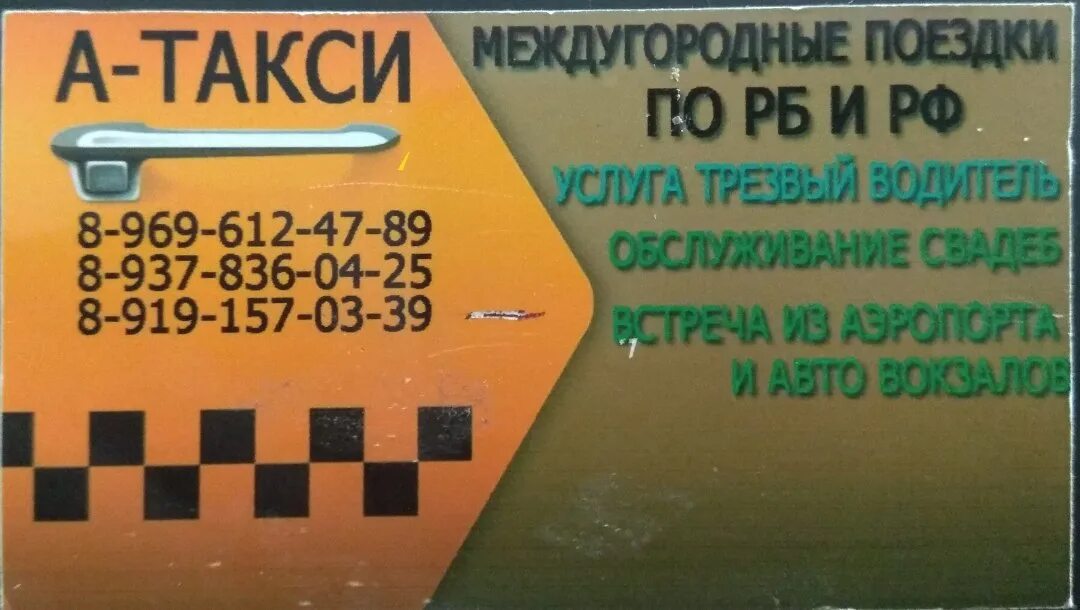 А-ТАКСИ
8-969-612-47-89
8-937-836-04-25
8-919-157-03-39
МЕЖДУГОРОДНЫЕ ПОЕЗДКИ
ПО РБ И РФ
УСЛУГА ТРЕЗВЫЙ ВОДИТЕЛЬ
ОБСЛУЖИВАНИЕ СВАДЕБ
ВСТРЕЧА ИЗ АЭРОПОРТА
И АВТО ВОКЗАЛОВ